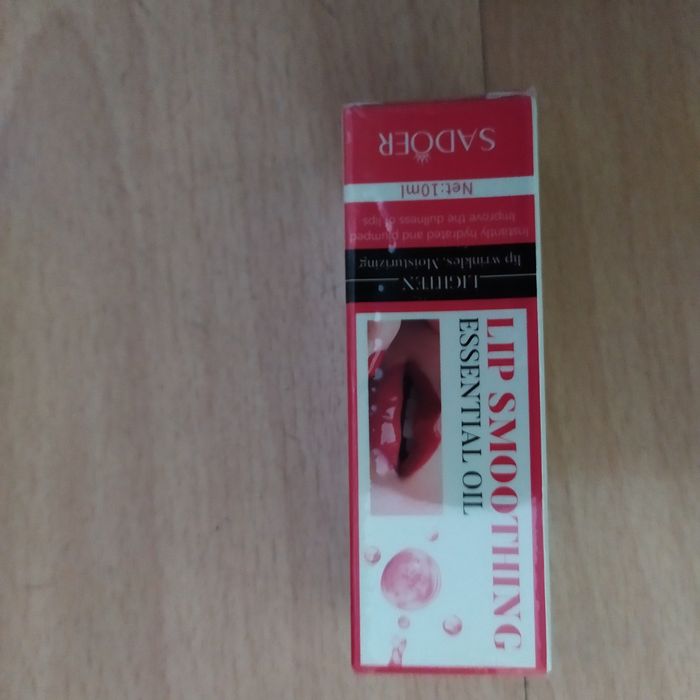 SADOER
Net:10ml
Instantly hydrated and plumped
Improve the dullness of lips
LIGHTEN
lip wrinkles. Moisturizing
LIP SMOOTHING
ESSENTIAL OIL